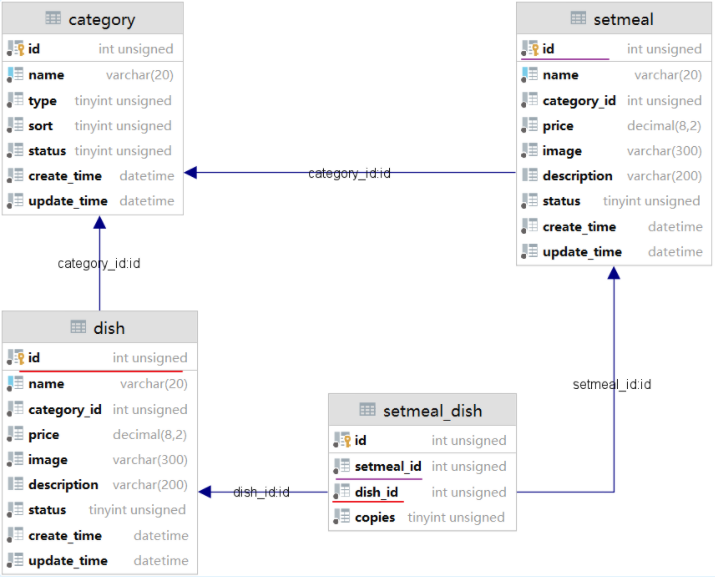 category
id int unsigned
name varchar(20)
type tinyint unsigned
sort tinyint unsigned
status tinyint unsigned
create_time datetime
update_time datetime
setmeal
id int unsigned
name varchar(20)
category_id int unsigned
price decimal(8,2)
image varchar(300)
description varchar(200)
status tinyint unsigned
create_time datetime
update_time datetime
category_id:id
category_id:id
dish
id int unsigned
name varchar(20)
category_id int unsigned
price decimal(8,2)
image varchar(300)
description varchar(200)
status tinyint unsigned
create_time datetime
update_time datetime
setmeal_id:id
setmeal_dish
id int unsigned
setmeal_id int unsigned
dish_id int unsigned
copies tinyint unsigned
dish_id:id